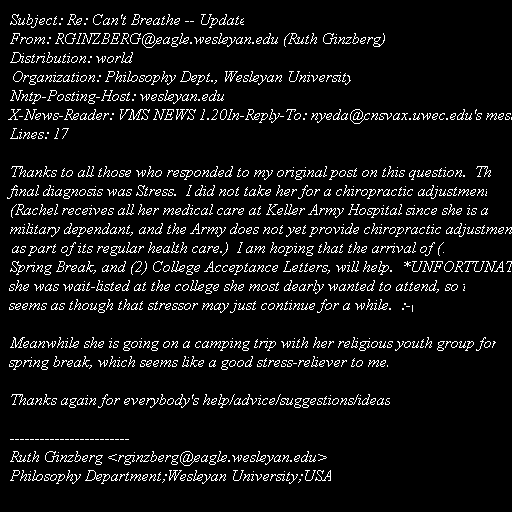 Subject: Re: Can't Breathe -- Update
From: RGINZBERG@eagle.wesleyan.edu (Ruth Ginzberg)
Distribution: world
Organization: Philosophy Dept., Wesleyan University
Nntp-Posting-Host: wesleyan.edu
X-News-Reader: VMS NEWS 1.20In-Reply-To: nyeda@cnsvax.uwec.edu's
Lines: 17

Thanks to all those who responded to my original post on this question.
final diagnosis was Stress. I did not take her for a chiropractic adjustment
(Rachel receives all her medical care at Keller Army Hospital since she is a
military dependant, and the Army does not yet provide chiropractic adjustment
as part of its regular health care.) I am hoping that the arrival of (
Spring Break, and (2) College Acceptance Letters, will help.
she was wait-listed at the college she most dearly wanted to attend, so
seems as though that stressor may just continue for a while. :-

Meanwhile she is going on a camping trip with her religious youth group for
spring break, which seems like a good stress-reliever to me.

Thanks again for everybody's help/advice/suggestions/ideas

------------------------
Ruth Ginzberg <rginzberg@eagle.wesleyan.edu>
Philosophy Department;Wesleyan University;USA